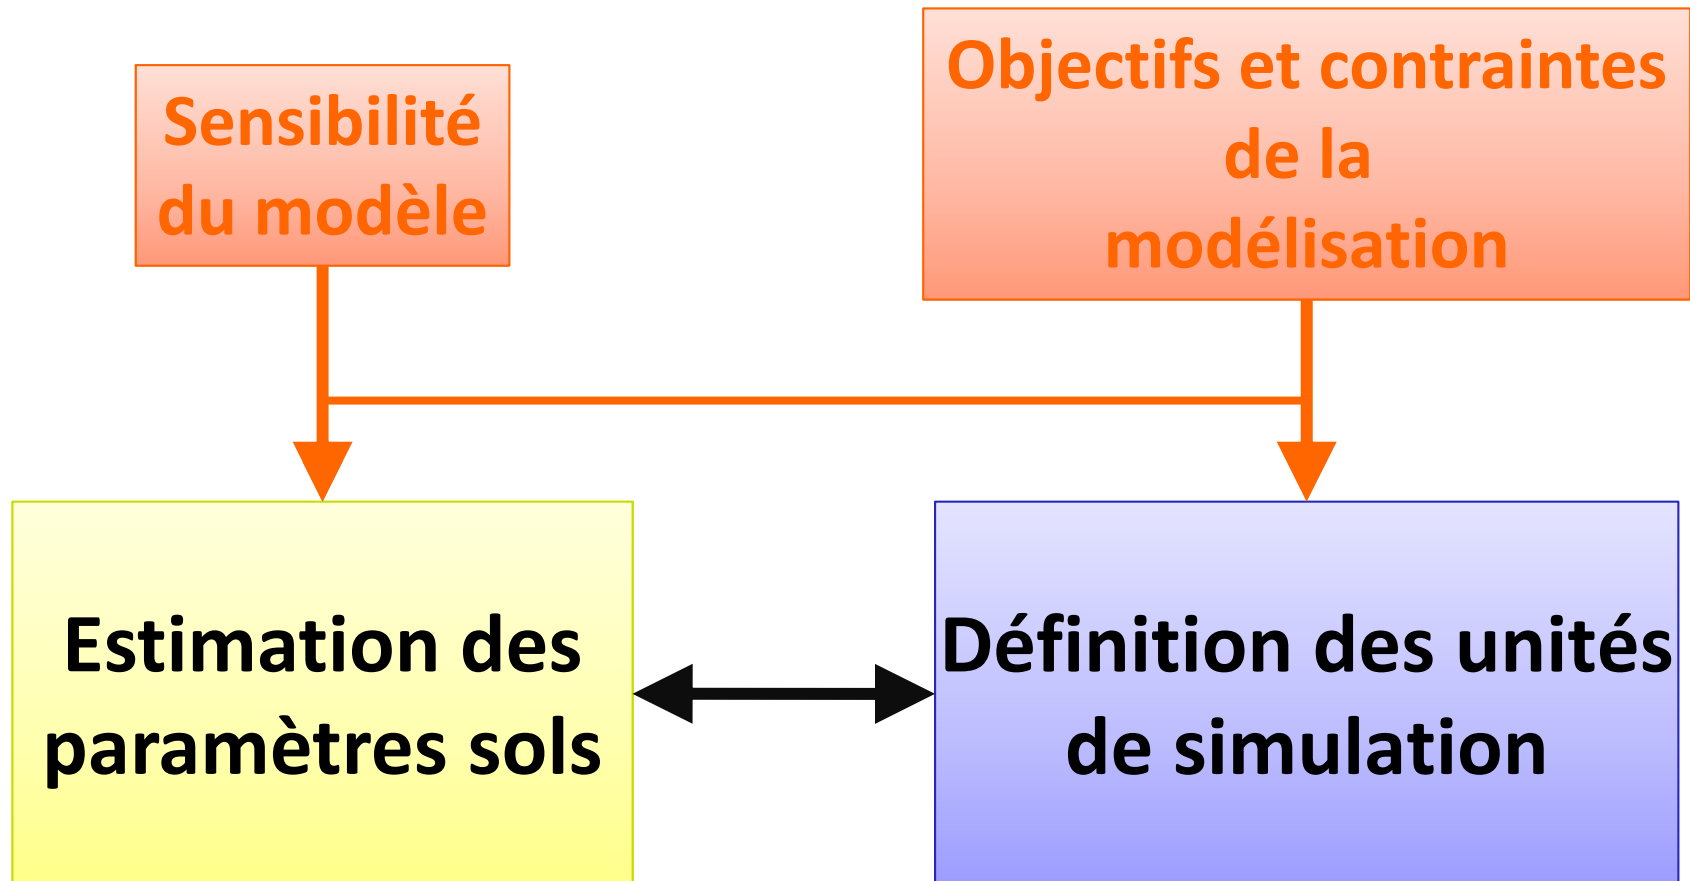 Sensibilité
du modèle
Objectifs et contraintes
de la
modélisation
Estimation des
paramètres sols
Définition des unités
de simulation